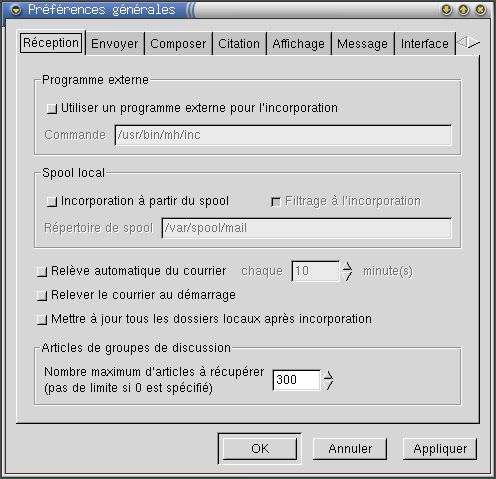 Préférences générales
Réception Envoyer Composer Citation Affichage Message Interface
Programme externe
Utiliser un programme externe pour l'incorporation
Commande /usr/bin/mh/inc
Spool local
Incorporation à partir du spool Filtrage à l'incorporation
Répertoire de spool /var/spool/mail
Relève automatique du courrier chaque 10 minute(s)
Relever le courrier au démarrage
Mettre à jour tous les dossiers locaux après incorporation
Articles de groupes de discussion
Nombre maximum d'articles à récupérer
(pas de limite si 0 est spécifié) 300
OK Annuler Appliquer